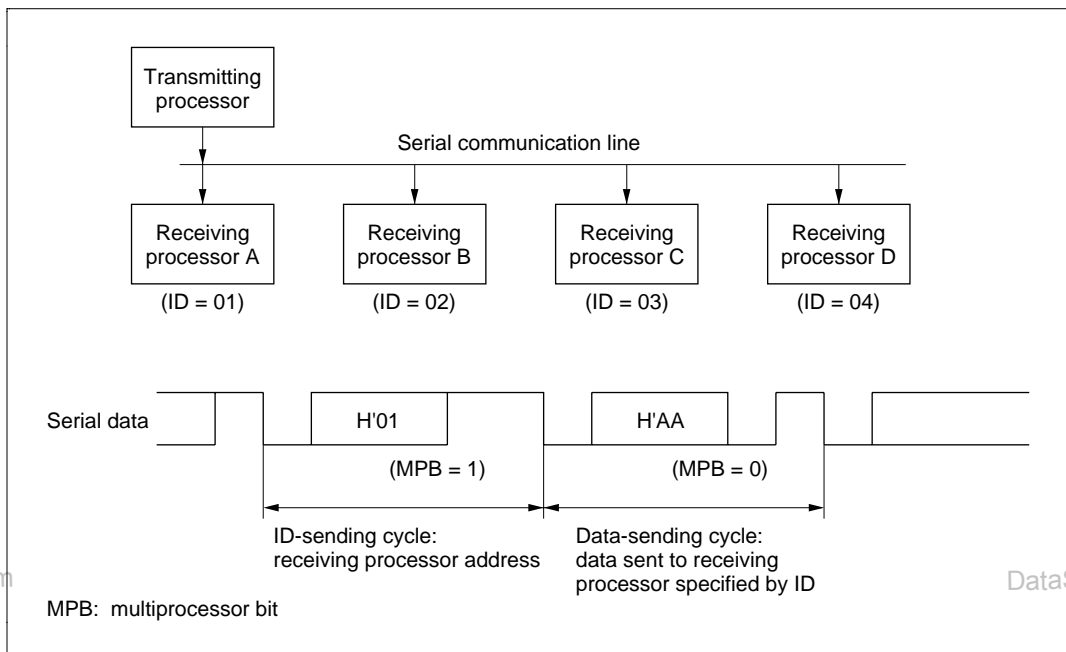 Transmitting
processor
Serial communication line
Receiving
processor A
Receiving
processor B
Receiving
processor C
Receiving
processor D
(ID = 01)
(ID = 02)
(ID = 03)
(ID = 04)
Serial data
H'01
H'AA
(MPB = 1)
(MPB = 0)
ID-sending cycle:
receiving processor address
Data-sending cycle:
data sent to receiving
processor specified by ID
m
DataS
MPB: multiprocessor bit